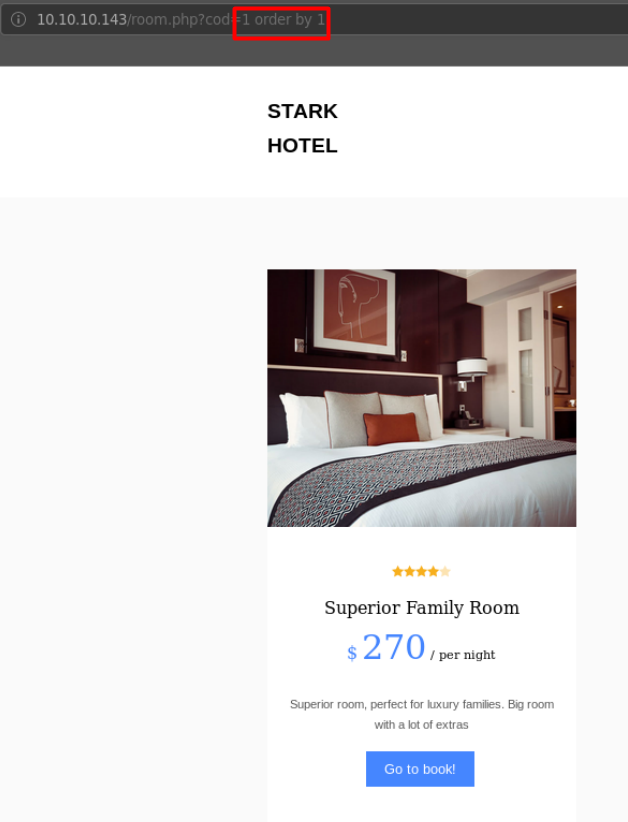 10.10.10.143/room.php?cod=1 order by 1
STARK
HOTEL
Superior Family Room
$ 270 / per night
Superior room, perfect for luxury families. Big room
with a lot of extras
Go to book!